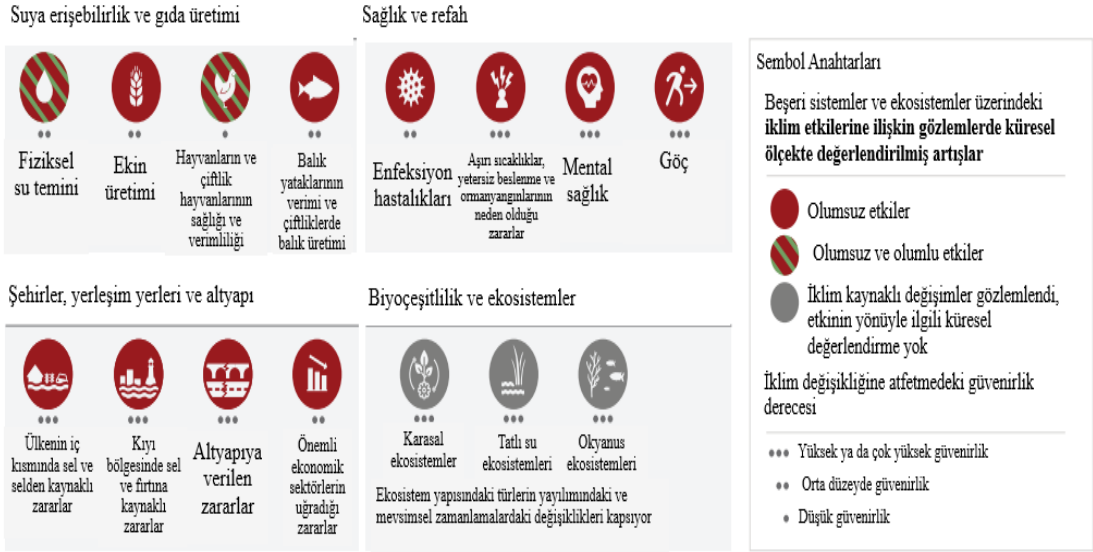 Suya erişebilirlik ve gıda üretimi
Fiziksel
su temini
Ekin
üretimi
Hayvanların ve
çiftlik
hayvanlarının
sağlığı ve
verimliliği
Balık
yataklarının
verimi ve
çiftliklerde
balık üretimi
Sağlık ve refah
Enfeksiyon
hastalıkları
Aşırı sıcaklıklar,
yetersiz beslenme ve
ormanyangınlarının
neden olduğu
zararlar
Mental
sağlık
Göç
Şehirler, yerleşim yerleri ve altyapı
Ülkenin iç
kısmında sel ve
selden kaynaklı
zararlar
Kıyı
bölgesinde sel
ve fırtına
kaynaklı
zararlar
Altyapıya
verilen
zararlar
Önemli
ekonomik
sektörlerin
uğradığı
zararlar
Biyoçeşitlilik ve ekosistemler
Karasal
ekosistemler
Tatlı su
ekosistemleri
Okyanus
ekosistemleri
Ekosistem yapısındaki türlerin yayılımındaki ve
mevsimsel zamanlamalardaki değişiklikleri kapsıyor
Sembol Anahtarları
Beşeri sistemler ve ekosistemler üzerindeki
iklim etkilerine ilişkin gözlemlerde küresel
ölçekte değerlendirilmiş artışlar
Olumsuz etkiler
Olumsuz ve olumlu etkiler
İklim kaynaklı değişimler gözlemlendi,
etkinin yönüyle ilgili küresel
değerlendirme yok
İklim değişikliğine atfetmedeki güvenirlik
derecesi
Yüksek ya da çok yüksek güvenirlik
Orta düzeyde güvenirlik
Düşük güvenirlik